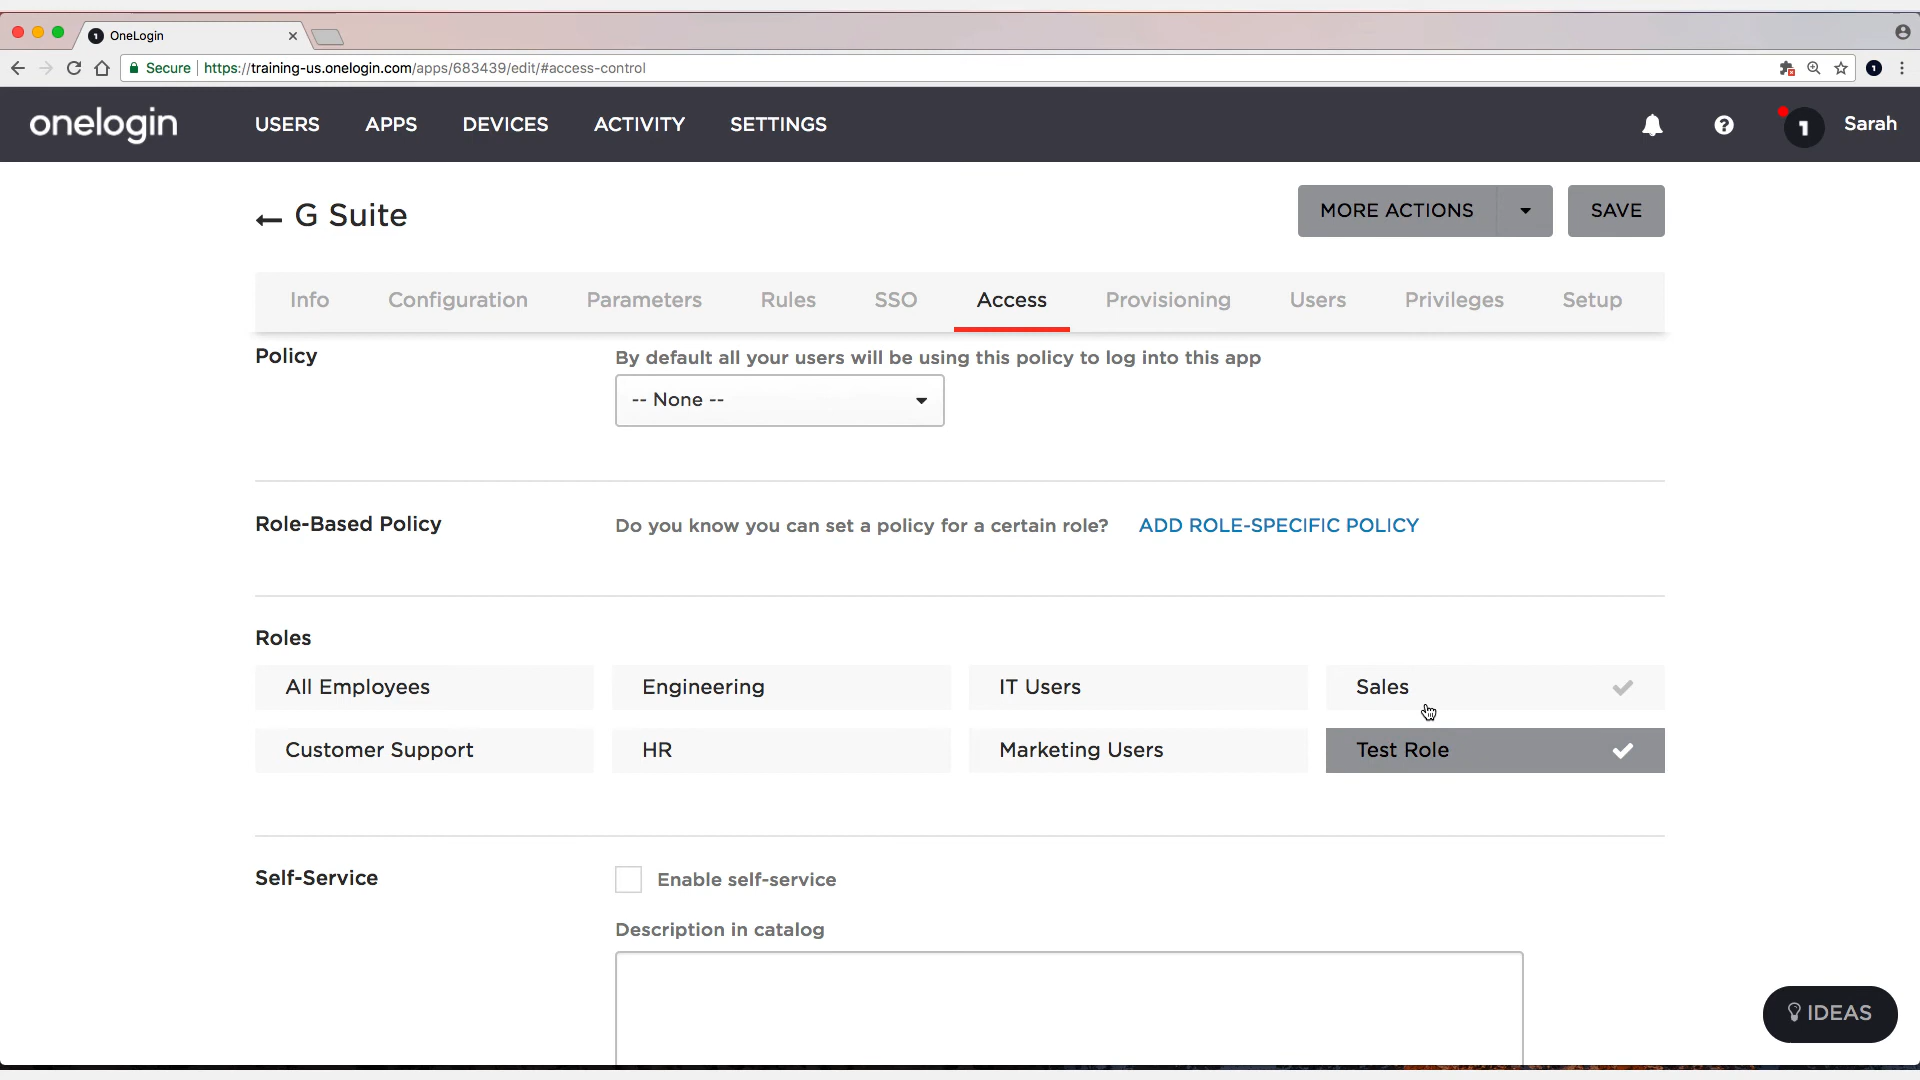 OneLogin
Secure https://training-us.onelogin.com/apps/683439/edit/#access-control
onelogin USERS APPS DEVICES ACTIVITY SETTINGS 1 Sarah
G Suite MORE ACTIONS SAVE
Info Configuration Parameters Rules SSO Access Provisioning Users Privileges Setup
Policy By default all your users will be using this policy to log into this app
-- None --
Role-Based Policy Do you know you can set a policy for a certain role? ADD ROLE-SPECIFIC POLICY
Roles
All Employees Engineering IT Users Sales
Customer Support HR Marketing Users Test Role
Self-Service Enable self-service
Description in catalog
IDEAS